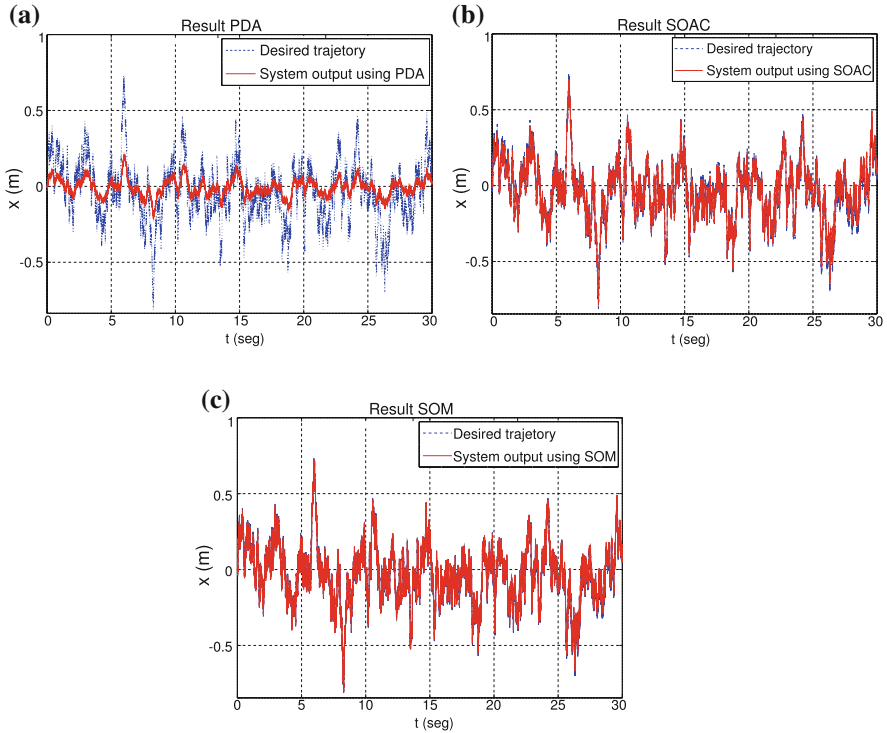 (a)
Result PDA
1
0.5
0
-0.5
x (m)
Desired trajetory
System output using PDA
0 5 10 15 20 25 30
t (seg)
(b)
Result SOAC
1
0.5
0
-0.5
x (m)
Desired trajectory
System output using SOAC
0 5 10 15 20 25 30
t (seg)
(c)
Result SOM
1
0.5
0
-0.5
x (m)
Desired trajetory
System output using SOM
0 5 10 15 20 25 30
t (seg)